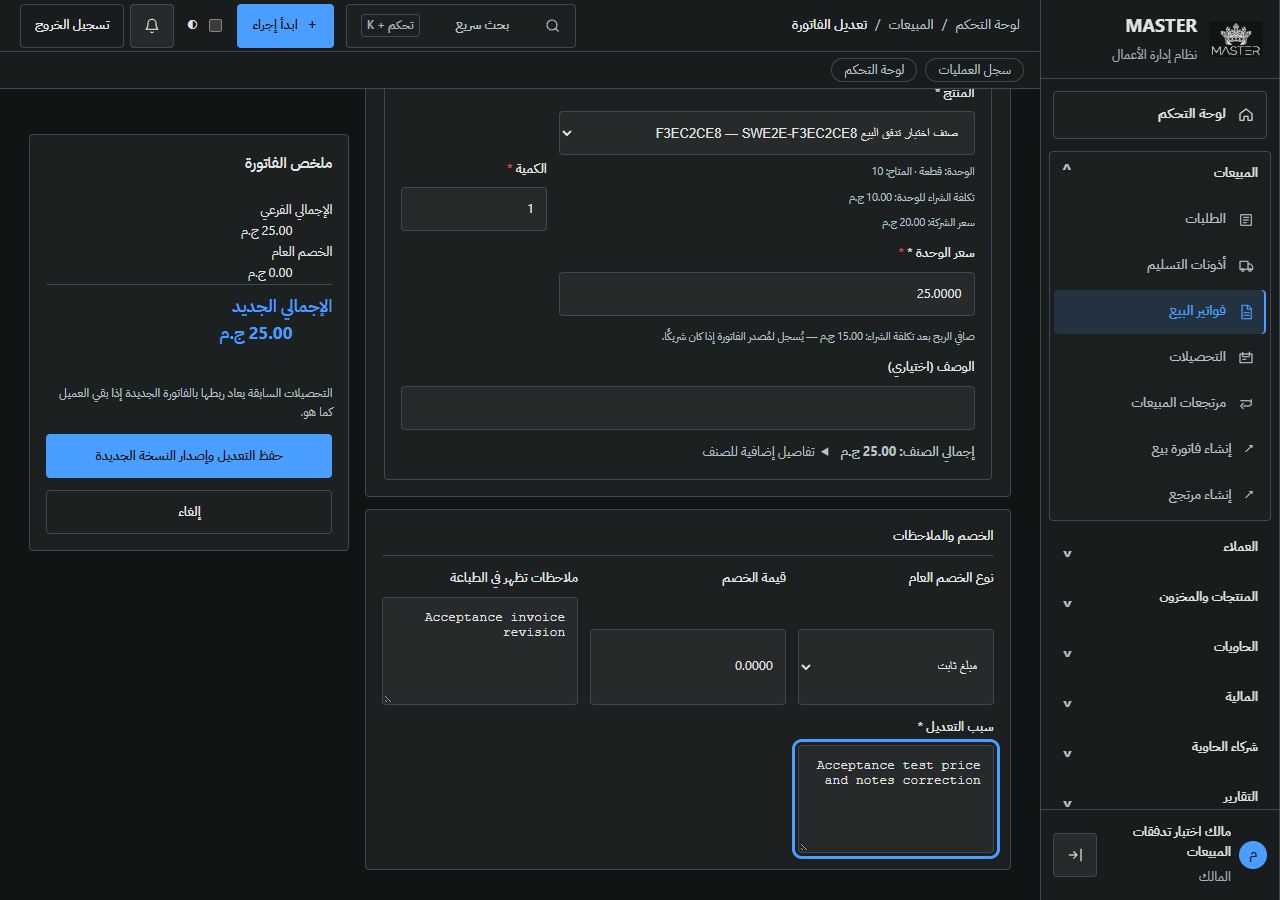 MASTER
نظام إدارة الأعمال
MASTER
لوحة التحكم / المبيعات / تعديل الفاتورة
بحث سريع
تحكم + K
+ ابدأ إجراء
تسجيل الخروج
سجل العمليات
لوحة التحكم
لوحة التحكم
المبيعات
الطلبات
أذونات التسليم
فواتير البيع
التحصيلات
مرتجعات المبيعات
إنشاء فاتورة بيع
إنشاء مرتجع
العملاء
المنتجات والمخزون
الحاويات
المالية
شركاء الحاوية
التقارير
مالك اختبار تدفقات المبيعات
المالك
م
المنتج *
صنف اختبار تدفق البيع F3EC2CE8 — SWE2E-F3EC2CE8
الوحدة: قطعة · المتاح: 10
تكلفة الشراء للوحدة: 10.00 ج.م
سعر الشركة: 20.00 ج.م
الكمية *
1
سعر الوحدة * *
25.0000
صافي الربح بعد تكلفة الشراء: 15.00 ج.م — يُسجل لمُصدر الفاتورة إذا كان شريكًا.
الوصف (اختياري)
إجمالي الصنف: 25.00 ج.م
تفاصيل إضافية للصنف
الخصم والملاحظات
نوع الخصم العام
مبلغ ثابت
قيمة الخصم
0.0000
ملاحظات تظهر في الطباعة
Acceptance invoice
revision
سبب التعديل *
Acceptance test price
and notes correction
ملخص الفاتورة
الإجمالي الفرعي
25.00 ج.م
الخصم العام
0.00 ج.م
الإجمالي الجديد
25.00 ج.م
التحصيلات السابقة يعاد ربطها بالفاتورة الجديدة إذا بقي العميل
كما هو.
حفظ التعديل وإصدار النسخة الجديدة
إلغاء